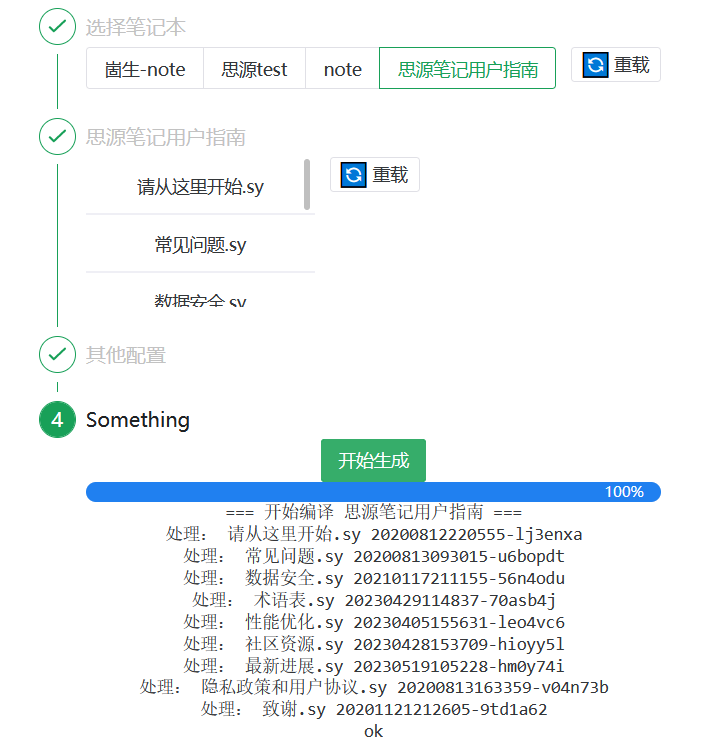 选择笔记本
崮生-note 思源test note 思源笔记用户指南 重载
思源笔记用户指南
请从这里开始.sy 重载
常见问题.sy
数据安全.sy
其他配置
4 Something
开始生成
100%
=== 开始编译 思源笔记用户指南 ===
处理： 请从这里开始.sy 20200812220555-lj3enxa
处理： 常见问题.sy 20200813093015-u6bopdt
处理： 数据安全.sy 20210117211155-56n4odu
处理： 术语表.sy 20230429114837-70asb4j
处理： 性能优化.sy 20230405155631-leo4vc6
处理： 社区资源.sy 20230428153709-hioyy5l
处理： 最新进展.sy 20230519105228-hm0y74i
处理： 隐私政策和用户协议.sy 20200813163359-v04n73b
处理： 致谢.sy 20201121212605-9td1a62
ok